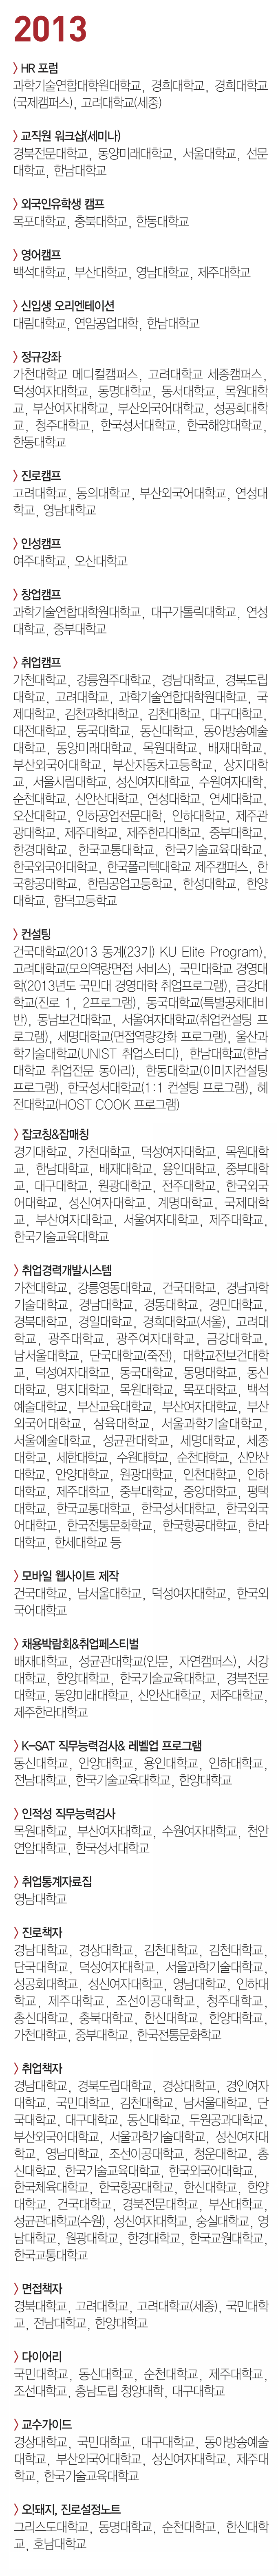 2013
〉HR 포럼
과학기술연합대학원대학교, 경희대학교, 경희대학교
(국제캠퍼스), 고려대학교(세종)
〉교직원 워크샵(세미나)
경북전문대학교, 동양미래대학교, 서울대학교, 선문
대학교, 한남대학교
〉외국인유학생 캠프
목포대학교, 충북대학교, 한동대학교
〉영어캠프
백석대학교, 부산대학교, 영남대학교, 제주대학교
〉신입생 오리엔테이션
대림대학교, 연암공업대학, 한남대학교
〉정규강좌
가천대학교 메디컬캠퍼스, 고려대학교 세종캠퍼스,
덕성여자대학교, 동명대학교, 동서대학교, 목원대학
교, 부산여자대학교, 부산외국어대학교, 성공회대학
교, 청주대학교, 한국성서대학교, 한국해양대학교,
한동대학교
〉진로캠프
고려대학교, 동의대학교, 부산외국어대학교, 연성대
학교, 영남대학교
〉인성캠프
여주대학교, 오산대학교
〉창업캠프
과학기술연합대학원대학교, 대구가톨릭대학교, 연성
대학교, 중부대학교
〉취업캠프
가천대학교, 강릉원주대학교, 경남대학교, 경북도립
대학교, 고려대학교, 과학기술연합대학원대학교, 국
제대학교, 김천과학대학교, 김천대학교, 대구대학교,
대전대학교, 동국대학교, 동신대학교, 동아방송예술
대학교, 동양미래대학교, 목원대학교, 배재대학교,
부산외국어대학교, 부산자동차고등학교, 상지대학
교, 서울시립대학교, 성신여자대학교, 수원여자대학,
순천대학교, 신안산대학교, 연성대학교, 연세대학교,
오산대학교, 인하공업전문대학, 인하대학교, 제주관
광대학교, 제주대학교, 제주한라대학교, 중부대학교,
한경대학교, 한국교통대학교, 한국기술교육대학교,
한국외국어대학교, 한국폴리텍대학교 제주캠퍼스, 한
국항공대학교, 한림공업고등학교, 한성대학교, 한양
대학교, 함덕고등학교
〉컨설팅
건국대학교(2013 동계(23기) KU Elite Program),
고려대학교(모의역량면접 서비스), 국민대학교 경영대
학(2013년도 국민대 경영대학 취업프로그램), 금강대
학교(진로 1, 2프로그램), 동국대학교(특별공채대비
반), 동남보건대학교, 서울여자대학교(취업컨설팅 프
로그램), 세명대학교(면접역량강화 프로그램), 울산과
학기술대학교(UNIST 취업스터디), 한남대학교(한남
대학교 취업전문 동아리), 한동대학교(이미지컨설팅
프로그램), 한국성서대학교(1:1 컨설팅 프로그램), 혜
전대학교(HOST COOK 프로그램)
〉잡코칭&잡매칭
경기대학교, 가천대학교, 덕성여자대학교, 목원대학
교, 한남대학교, 배재대학교, 용인대학교, 중부대학
교, 대구대학교, 원광대학교, 전주대학교, 한국외국
어대학교, 성신여자대학교, 계명대학교, 국제대학
교, 부산여자대학교, 서울여자대학교, 제주대학교,
한국기술교육대학교
〉취업경력개발시스템
가천대학교, 강릉영동대학교, 건국대학교, 경남과학
기술대학교, 경남대학교, 경동대학교, 경민대학교,
경북대학교, 경일대학교, 경희대학교(서울), 고려대
학교, 광주대학교, 광주여자대학교, 금강대학교,
남서울대학교, 단국대학교(죽전), 대학교전보건대학
교, 덕성여자대학교, 동국대학교, 동명대학교, 동신
대학교, 명지대학교, 목원대학교, 목포대학교, 백석
예술대학교, 부산교육대학교, 부산여자대학교, 부산
외국어대학교, 삼육대학교, 서울과학기술대학교,
서울예술대학교, 성균관대학교, 세명대학교, 세종
대학교, 세한대학교, 수원대학교, 순천대학교, 신안산
대학교, 안양대학교, 원광대학교, 인천대학교, 인하
대학교, 제주대학교, 중부대학교, 중앙대학교, 평택
대학교, 한국교통대학교, 한국성서대학교, 한국외국
어대학교, 한국전통문화학교, 한국항공대학교, 한라
대학교, 한세대학교 등
〉모바일 웹사이트 제작
건국대학교, 남서울대학교, 덕성여자대학교, 한국외
국어대학교
〉채용박람회&취업페스티벌
배재대학교, 성균관대학교(인문, 자연캠퍼스), 서강
대학교, 한양대학교, 한국기술교육대학교, 경북전문
대학교, 동양미래대학교, 신안산대학교, 제주대학교,
제주한라대학교
〉K-SAT 직무능력검사& 레벨업 프로그램
동신대학교, 안양대학교, 용인대학교, 인하대학교,
전남대학교, 한국기술교육대학교, 한양대학교
〉인적성 직무능력검사
목원대학교, 부산여자대학교, 수원여자대학교, 천안
연암대학교, 한국성서대학교
〉취업통계자료집
영남대학교
〉진로책자
경남대학교, 경상대학교, 김천대학교, 김천대학교,
단국대학교, 덕성여자대학교, 서울과학기술대학교,
성공회대학교, 성신여자대학교, 영남대학교, 인하대
학교, 제주대학교, 조선이공대학교, 청주대학교,
총신대학교, 충북대학교, 한신대학교, 한양대학교,
가천대학교, 중부대학교, 한국전통문화학교
〉취업책자
경남대학교, 경북도립대학교, 경상대학교, 경인여자
대학교, 국민대학교, 김천대학교, 남서울대학교, 단
국대학교, 대구대학교, 동신대학교, 두원공과대학교,
부산외국어대학교, 서울과학기술대학교, 성신여자대
학교, 영남대학교, 조선이공대학교, 청운대학교, 총
신대학교, 한국기술교육대학교, 한국외국어대학교,
한국체육대학교, 한국항공대학교, 한신대학교, 한양
대학교, 건국대학교, 경북전문대학교, 부산대학교,
성균관대학교(수원), 성신여자대학교, 숭실대학교, 영
남대학교, 원광대학교, 한경대학교, 한국교원대학교,
한국교통대학교
〉면접책자
경북대학교, 고려대학교, 고려대학교(세종), 국민대학
교, 전남대학교, 한양대학교
〉다이어리
국민대학교, 동신대학교, 순천대학교, 제주대학교,
조선대학교, 충남도립 청양대학, 대구대학교
〉교수가이드
경상대학교, 국민대학교, 대구대학교, 동아방송예술
대학교, 부산외국어대학교, 성신여자대학교, 제주대
학교, 한국기술교육대학교
〉오!돼지, 진로설정노트
그리스도대학교, 동명대학교, 순천대학교, 한신대학
교, 호남대학교